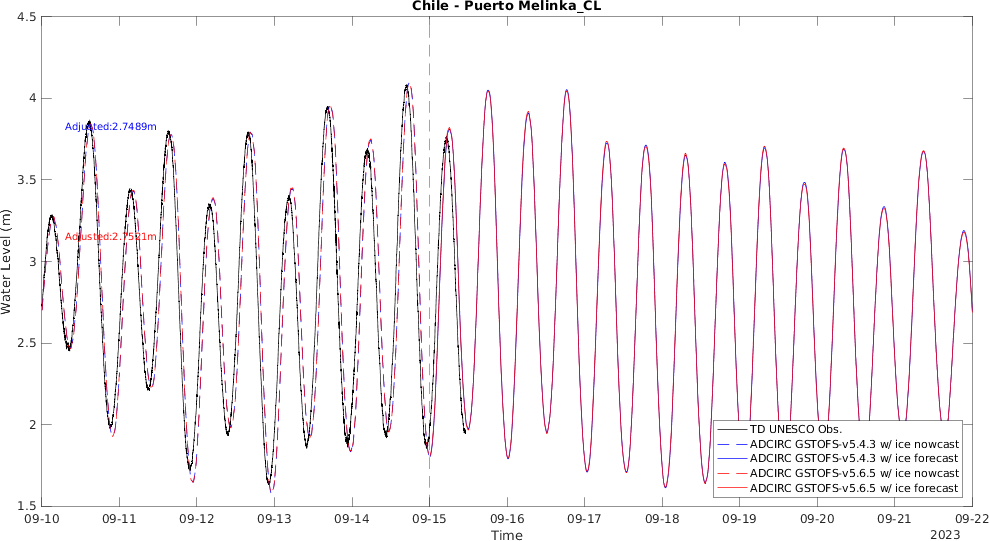 Chile - Puerto Melinka_CL
4.5
4
3.5
3
2.5
2
1.5
Water Level (m)
Adjusted:2.7489m
Adjusted:2.7521m
TD UNESCO Obs.
ADCIRC GSTOFS-v5.4.3 w/ ice nowcast
ADCIRC GSTOFS-v5.4.3 w/ ice forecast
ADCIRC GSTOFS-v5.6.5 w/ ice nowcast
ADCIRC GSTOFS-v5.6.5 w/ ice forecast
09-10 09-11 09-12 09-13 09-14 09-15 09-16 09-17 09-18 09-19 09-20 09-21 09-22
Time
2023